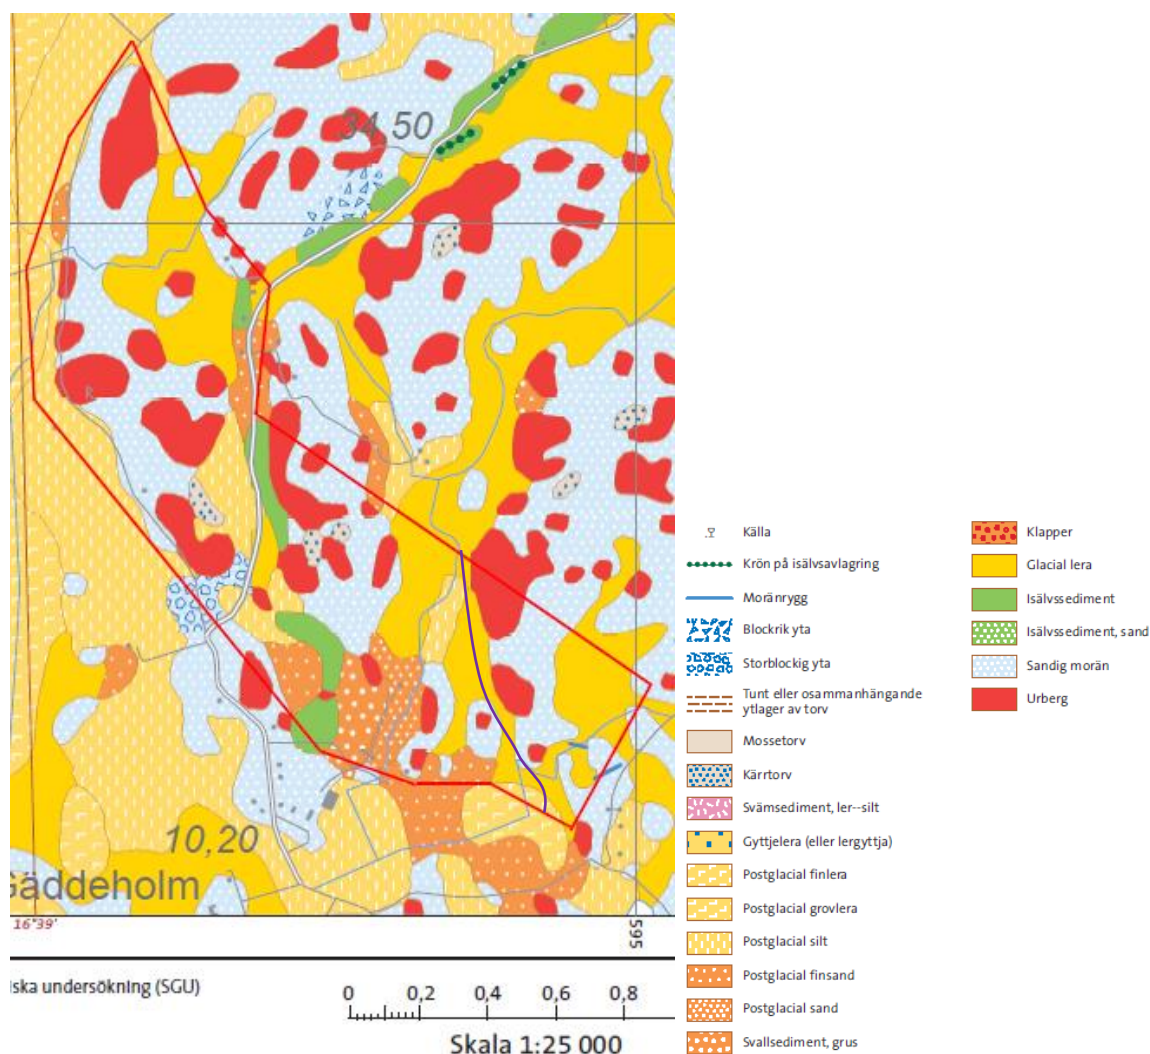 34,50
10,20
Gäddeholm
16°39'
595
iska undersökning (SGU)
0 0,2 0,4 0,6 0,8
Skala 1:25 000
Källa
Krön på isälvsavlagring
Moränrygg
Blockrik yta
Storblockig yta
Tunt eller osammanhängande
ytlager av torv
Mossetorv
Kärrtorv
Svämsediment, ler--silt
Gyttjelera (eller lergyttja)
Postglacial finlera
Postglacial grovlera
Postglacial silt
Postglacial finsand
Postglacial sand
Svallsediment, grus
Klapper
Glacial lera
Isälvssediment
Isälvssediment, sand
Sandig morän
Urberg